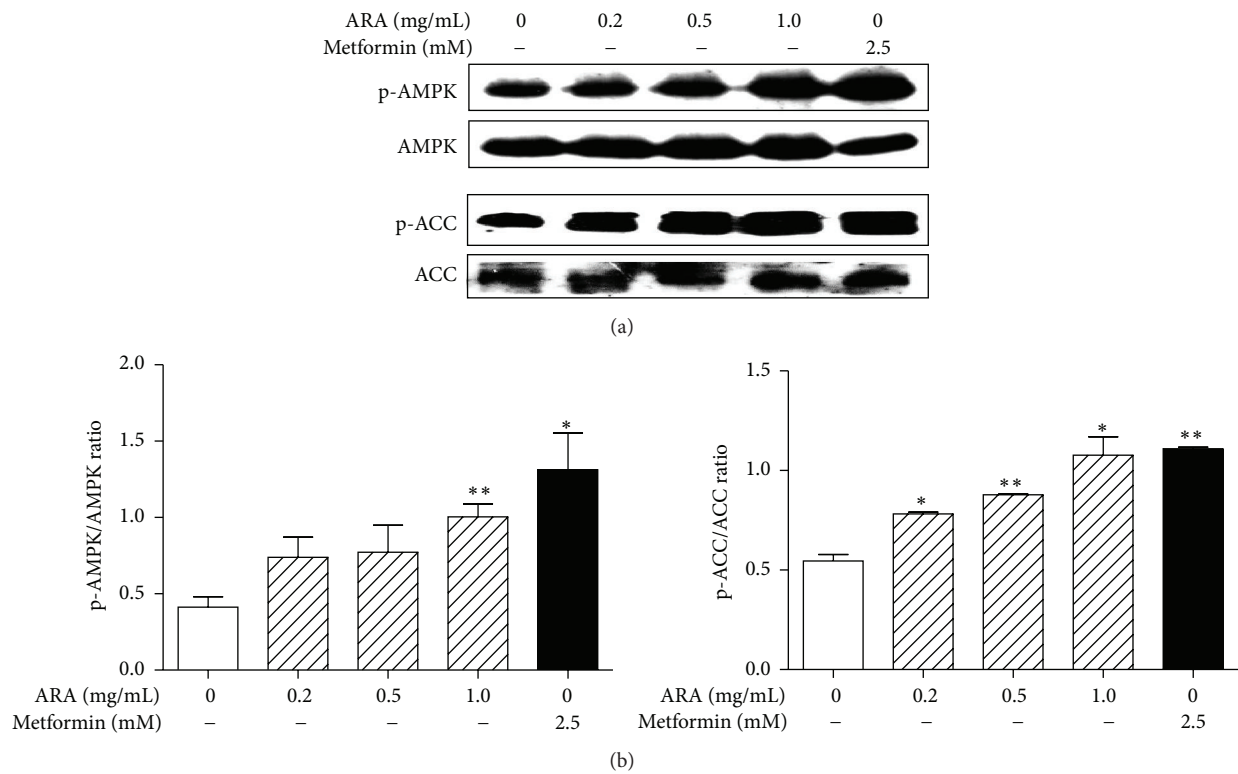 ARA (mg/mL) 0 0.2 0.5 1.0 0
Metformin (mM) – – – – 2.5
p-AMPK
AMPK
p-ACC
ACC
(a)
p-AMPK/AMPK ratio
2.0
1.5
1.0
0.5
0.0
**
*
ARA (mg/mL) 0 0.2 0.5 1.0 0
Metformin (mM) – – – – 2.5
p-ACC/ACC ratio
1.5
1.0
0.5
0.0
*
**
*
**
ARA (mg/mL) 0 0.2 0.5 1.0 0
Metformin (mM) – – – – 2.5
(b)